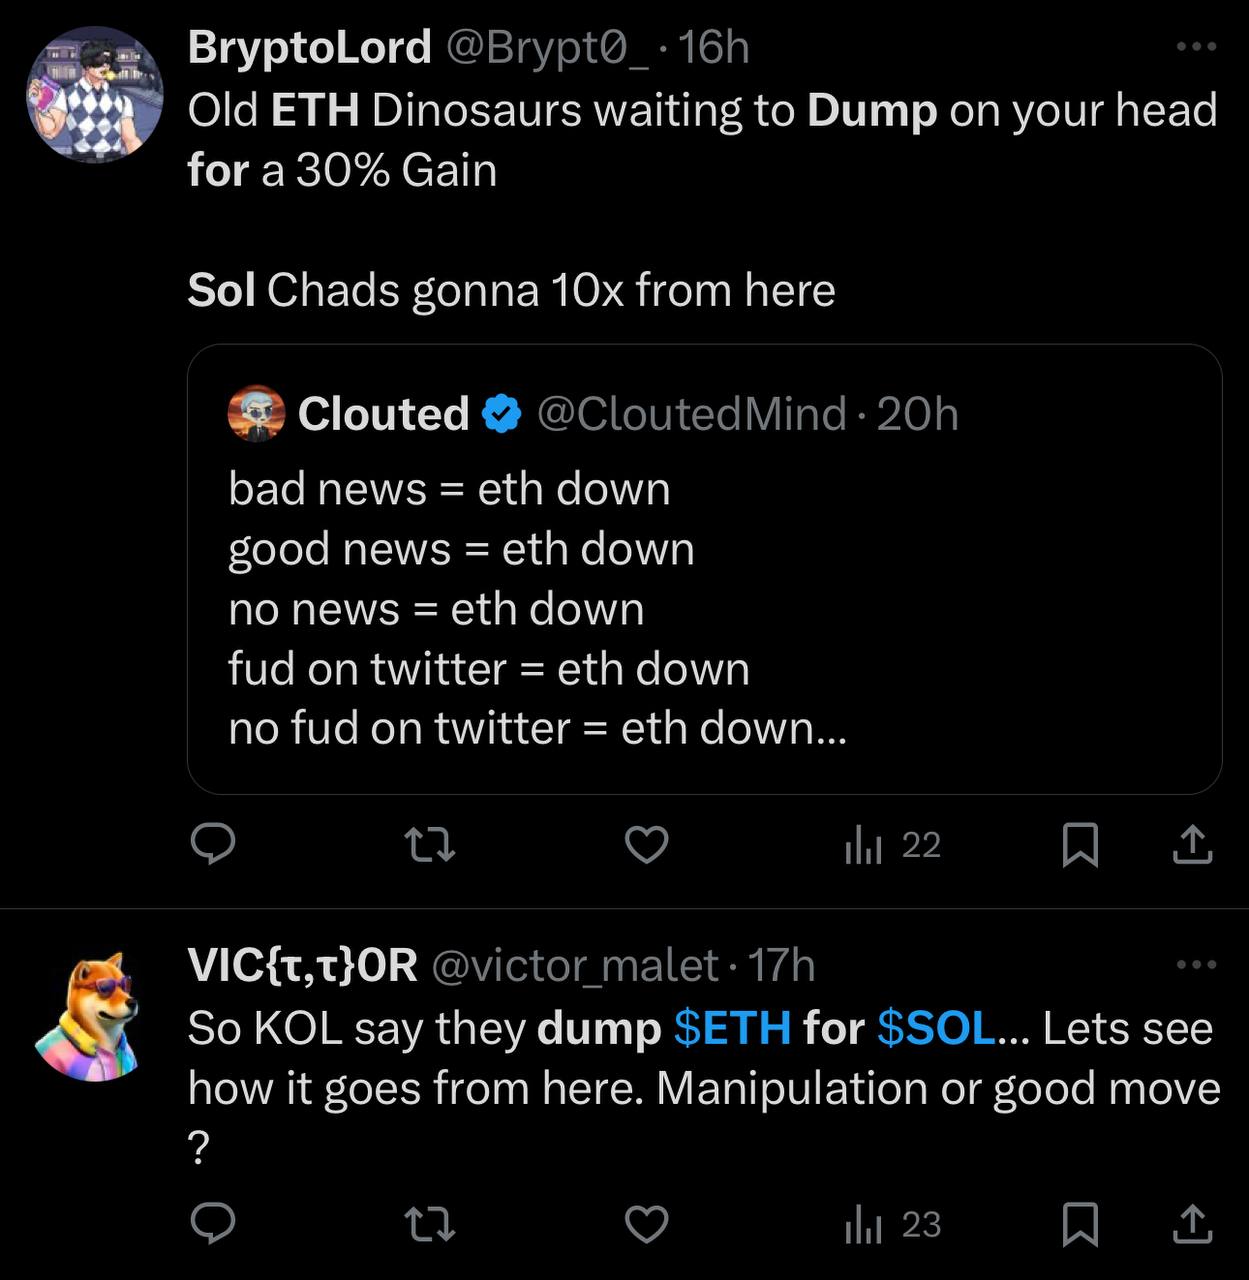 BryptoLord @Brypt0_ · 16h
Old ETH Dinosaurs waiting to Dump on your head
for a 30% Gain
Sol Chads gonna 10x from here
Clouted @CloutedMind · 20h
bad news = eth down
good news = eth down
no news = eth down
fud on twitter = eth down
no fud on twitter = eth down...
22
VIC{τ,τ}0R @victor_malet · 17h
So KOL say they dump $ETH for $SOL... Lets see
how it goes from here. Manipulation or good move
?
23